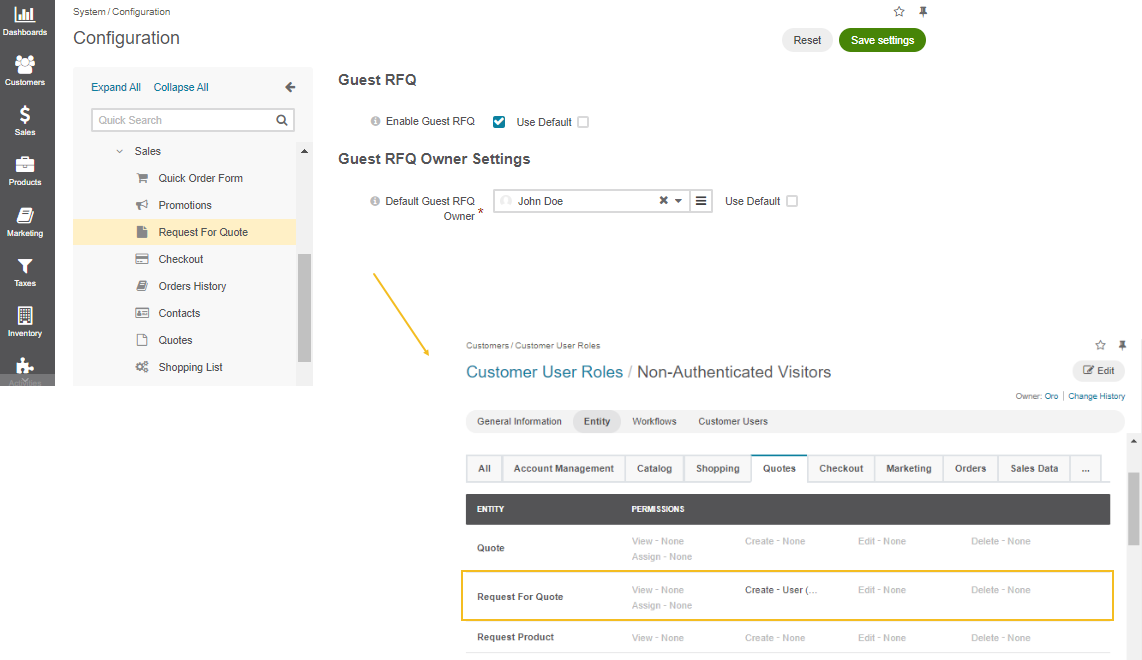 Dashboards
Customers
Sales
Products
Marketing
Taxes
Inventory
Activities
System / Configuration
Configuration
Reset
Save settings
Expand All Collapse All
Quick Search
Sales
Quick Order Form
Promotions
Request For Quote
Checkout
Orders History
Contacts
Quotes
Shopping List
Guest RFQ
Enable Guest RFQ Use Default
Guest RFQ Owner Settings
Default Guest RFQ
Owner *
John Doe
Use Default
Customers / Customer User Roles
Customer User Roles / Non-Authenticated Visitors
Edit
Owner: Oro | Change History
General Information Entity Workflows Customer Users
All Account Management Catalog Shopping Quotes Checkout Marketing Orders Sales Data ...
ENTITY PERMISSIONS
Quote
View - None Create - None Edit - None Delete - None
Assign - None
Request For Quote
View - None Create - User (... Edit - None Delete - None
Assign - None
Request Product View - None Create - None Edit - None Delete - None